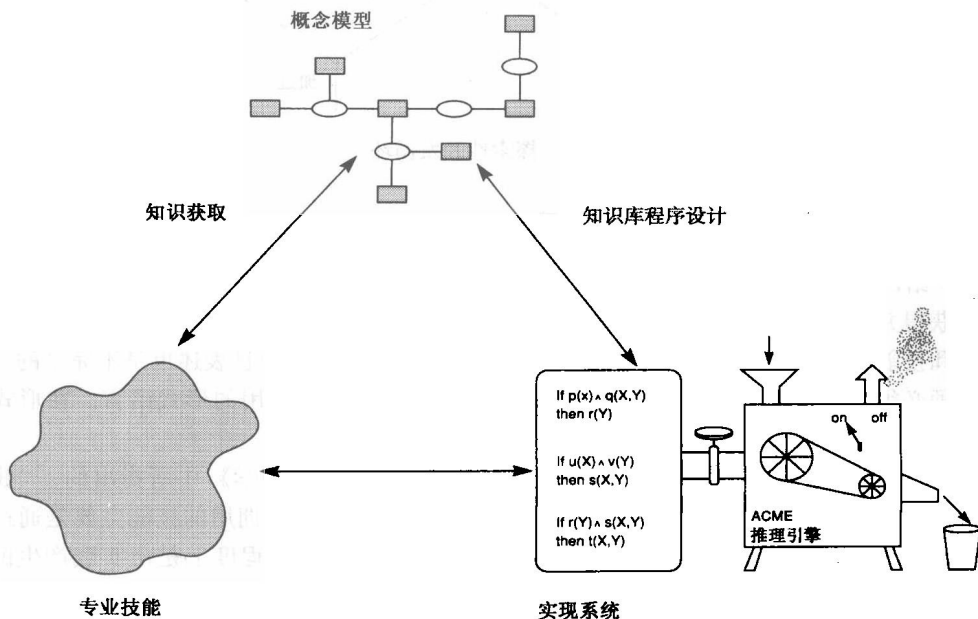 概念模型
知识获取
知识库程序设计
If p(x) ∧ q(X,Y)
then r(Y)
If u(X) ∧ v(Y)
then s(X,Y)
If r(Y) ∧ s(X,Y)
then t(X,Y)
on off
ACME
推理引擎
专业技能
实现系统